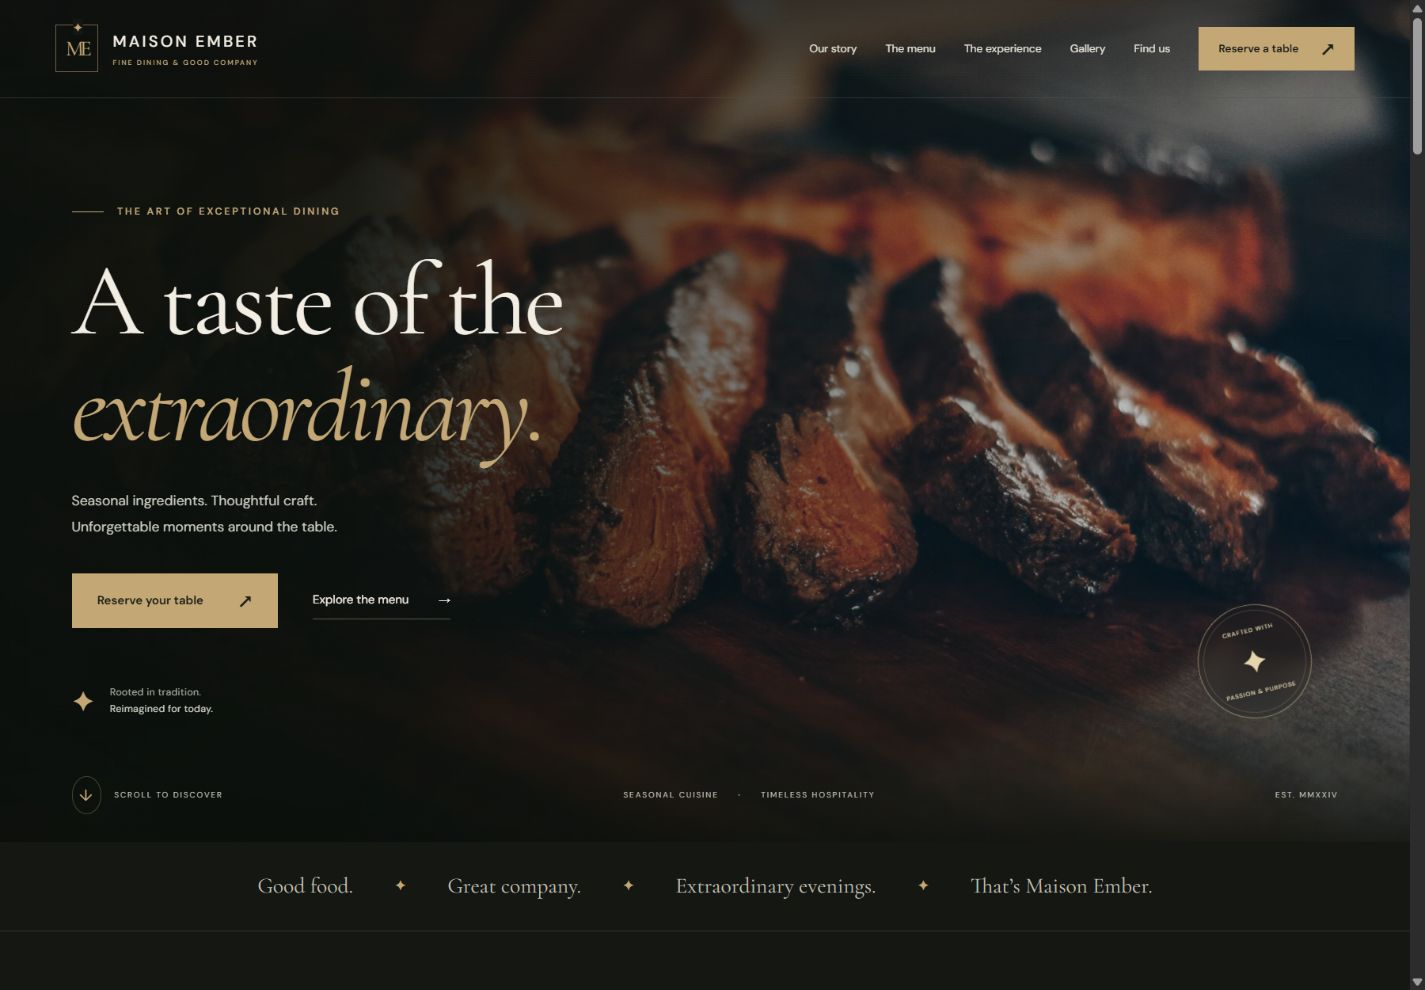 ME
MAISON EMBER
FINE DINING & GOOD COMPANY
Our story
The menu
The experience
Gallery
Find us
Reserve a table
THE ART OF EXCEPTIONAL DINING
A taste of the
extraordinary.
Seasonal ingredients. Thoughtful craft.
Unforgettable moments around the table.
Reserve your table
Explore the menu
Rooted in tradition.
Reimagined for today.
CRAFTED WITH
PASSION & PURPOSE
SCROLL TO DISCOVER
SEASONAL CUISINE · TIMELESS HOSPITALITY
EST. MMXXIV
Good food. ✦ Great company. ✦ Extraordinary evenings. ✦ That’s Maison Ember.